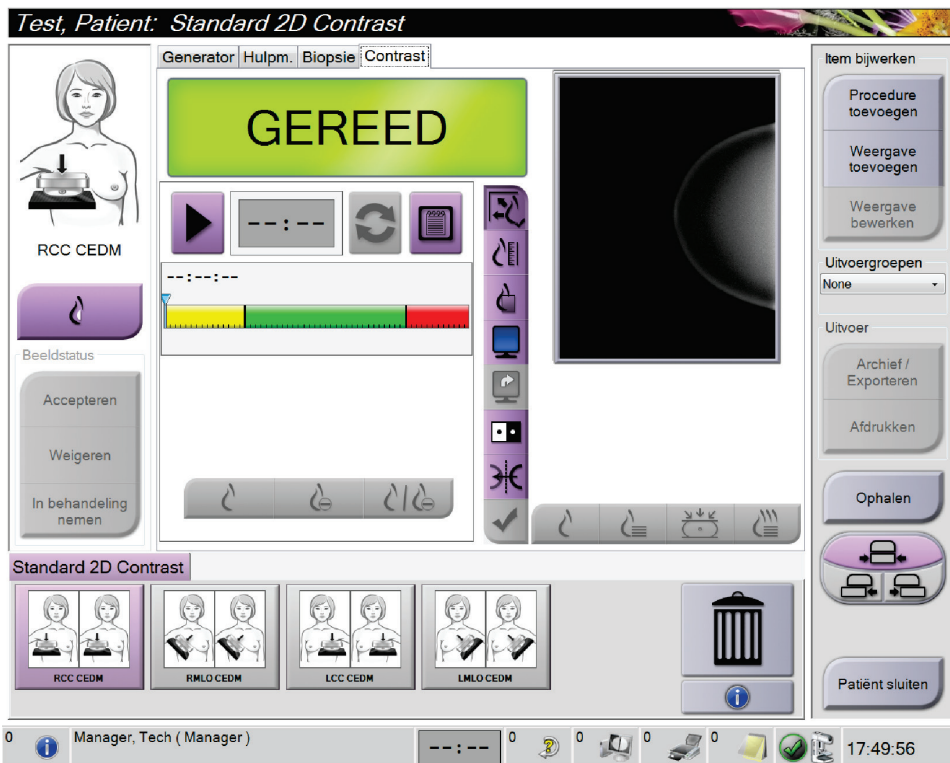 Test, Patient: Standard 2D Contrast
Generator Hulpm. Biopsie Contrast
GEREED
--:--
--:--:--
RCC CEDM
Beeldstatus
Accepteren
Weigeren
In behandeling
nemen
Item bijwerken
Procedure
toevoegen
Weergave
toevoegen
Weergave
bewerken
Uitvoergroepen
None
Uitvoer
Archief /
Exporteren
Afdrukken
Ophalen
Patiënt sluiten
Standard 2D Contrast
RCC CEDM
RMLO CEDM
LCC CEDM
LMLO CEDM
0 Manager, Tech ( Manager ) --:-- 0 0 0 0 17:49:56